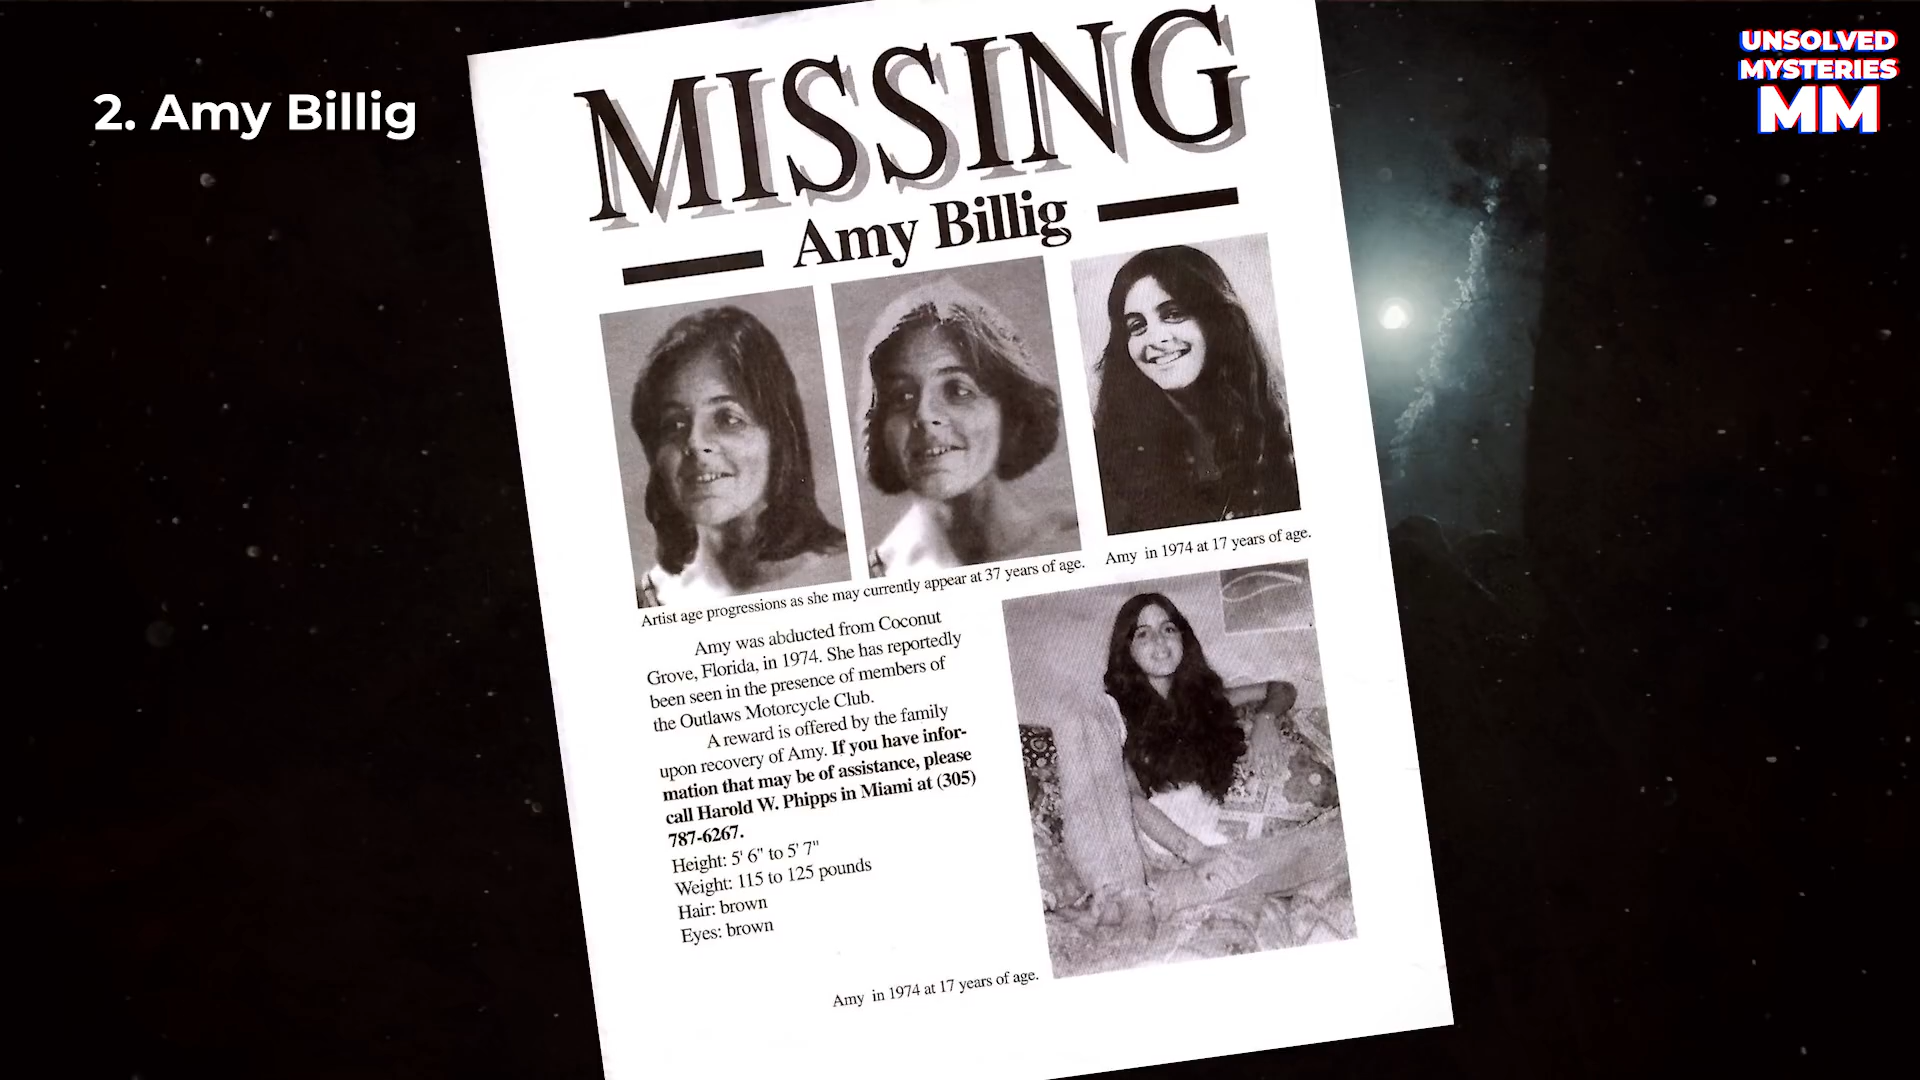 2. Amy Billig
UNSOLVED
MYSTERIES
MM
MISSING
Amy Billig
Artist age progressions as she may currently appear at 37 years of age.
Amy in 1974 at 17 years of age.
Amy was abducted from Coconut
Grove, Florida, in 1974. She has reportedly
been seen in the presence of members of
the Outlaws Motorcycle Club.
A reward is offered by the family
upon recovery of Amy. If you have infor-
mation that may be of assistance, please
call Harold W. Phipps in Miami at (305)
787-6267.
Height: 5' 6" to 5' 7"
Weight: 115 to 125 pounds
Hair: brown
Eyes: brown
Amy in 1974 at 17 years of age.